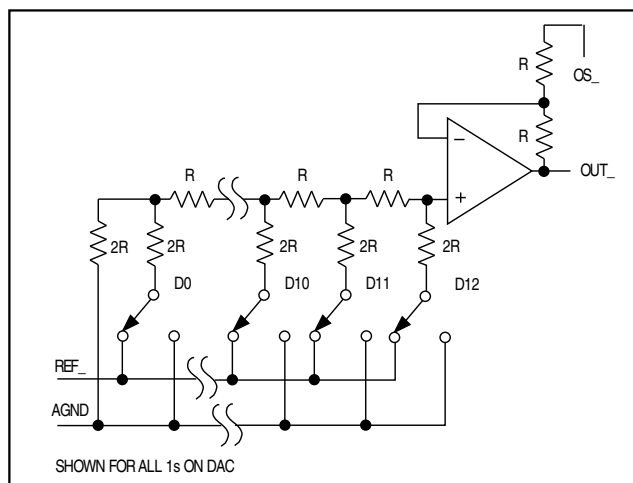 R
OS_
R
OUT_
R
R
R
2R
2R
2R
2R
2R
D0
D10
D11
D12
REF_
AGND
SHOWN FOR ALL 1s ON DAC